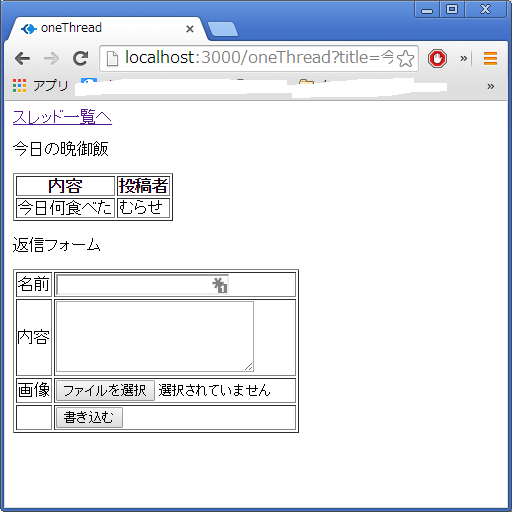 oneThread
localhost:3000/oneThread?title=今
アプリ
»
»
スレッド一覧へ
今日の晩御飯
内容 投稿者
今日何食べた むらせ
返信フォーム
名前
1
内容
画像 ファイルを選択 選択されていません
書き込む